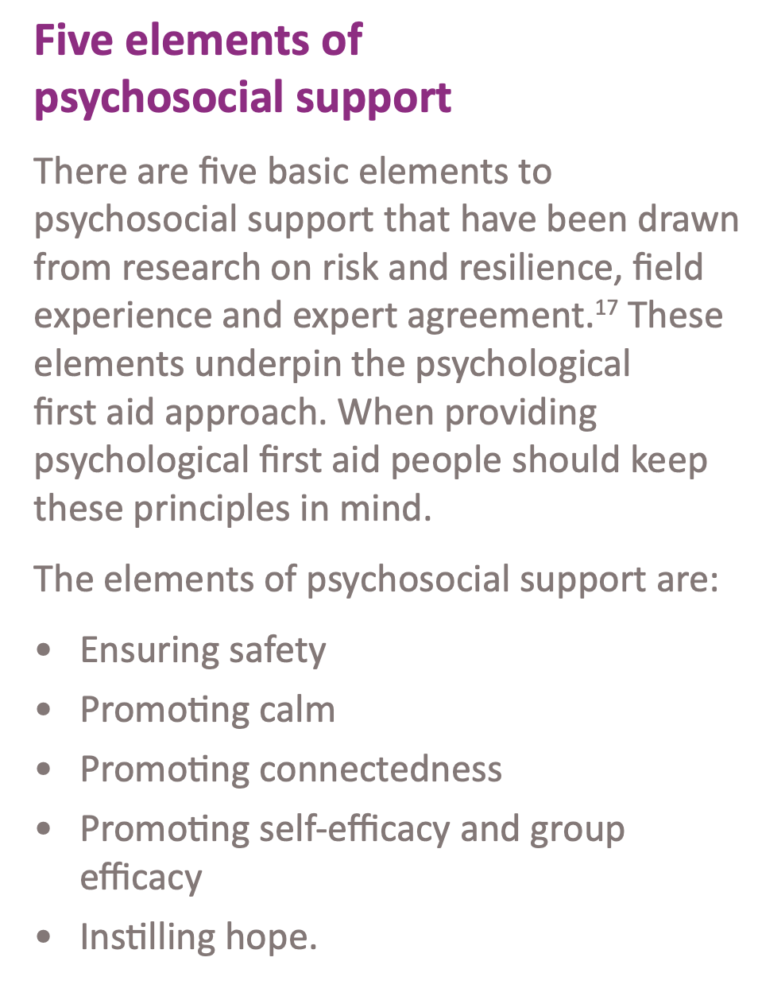 Five elements of
psychosocial support
There are five basic elements to
psychosocial support that have been drawn
from research on risk and resilience, field
experience and expert agreement.17 These
elements underpin the psychological
first aid approach. When providing
psychological first aid people should keep
these principles in mind.
The elements of psychosocial support are:
• Ensuring safety
• Promoting calm
• Promoting connectedness
• Promoting self-efficacy and group
efficacy
• Instilling hope.